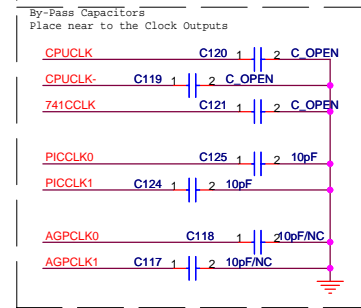 By-Pass Capacitors
Place near to the Clock Outputs
CPUCLK C120 1 2 C_OPEN
CPUCLK- C119 1 2 C_OPEN
741CCLK C121 1 2 C_OPEN
PICCLK0 C125 1 2 10pF
PICCLK1 C124 1 2 10pF
AGPCLK0 C118 1 2 10pF/NC
AGPCLK1 C117 1 2 10pF/NC